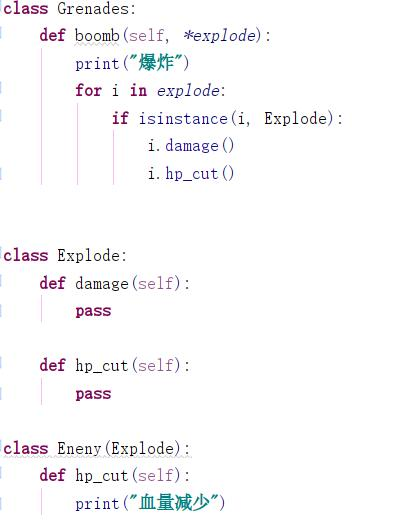 class Grenades:
    def boomb(self, *explode):
        print("爆炸")
        for i in explode:
            if isinstance(i, Explode):
                i.damage()
                i.hp_cut()
class Explode:
    def damage(self):
        pass
    def hp_cut(self):
        pass
class Eneny(Explode):
    def hp_cut(self):
        print("血量减少")